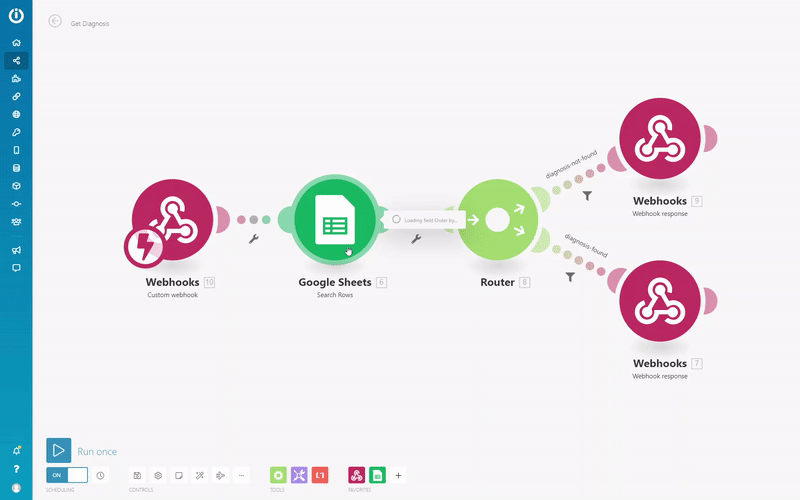 Get Diagnosis
diagnosis-not-found
Webhooks 9
Webhook response
Loading field Order by...
Webhooks 10
Custom webhook
Google Sheets 6
Search Rows
Router 8
diagnosis-found
Webhooks 7
Webhook response
Run once
ON
SCHEDULING
CONTROLS
TOOLS
FAVORITES